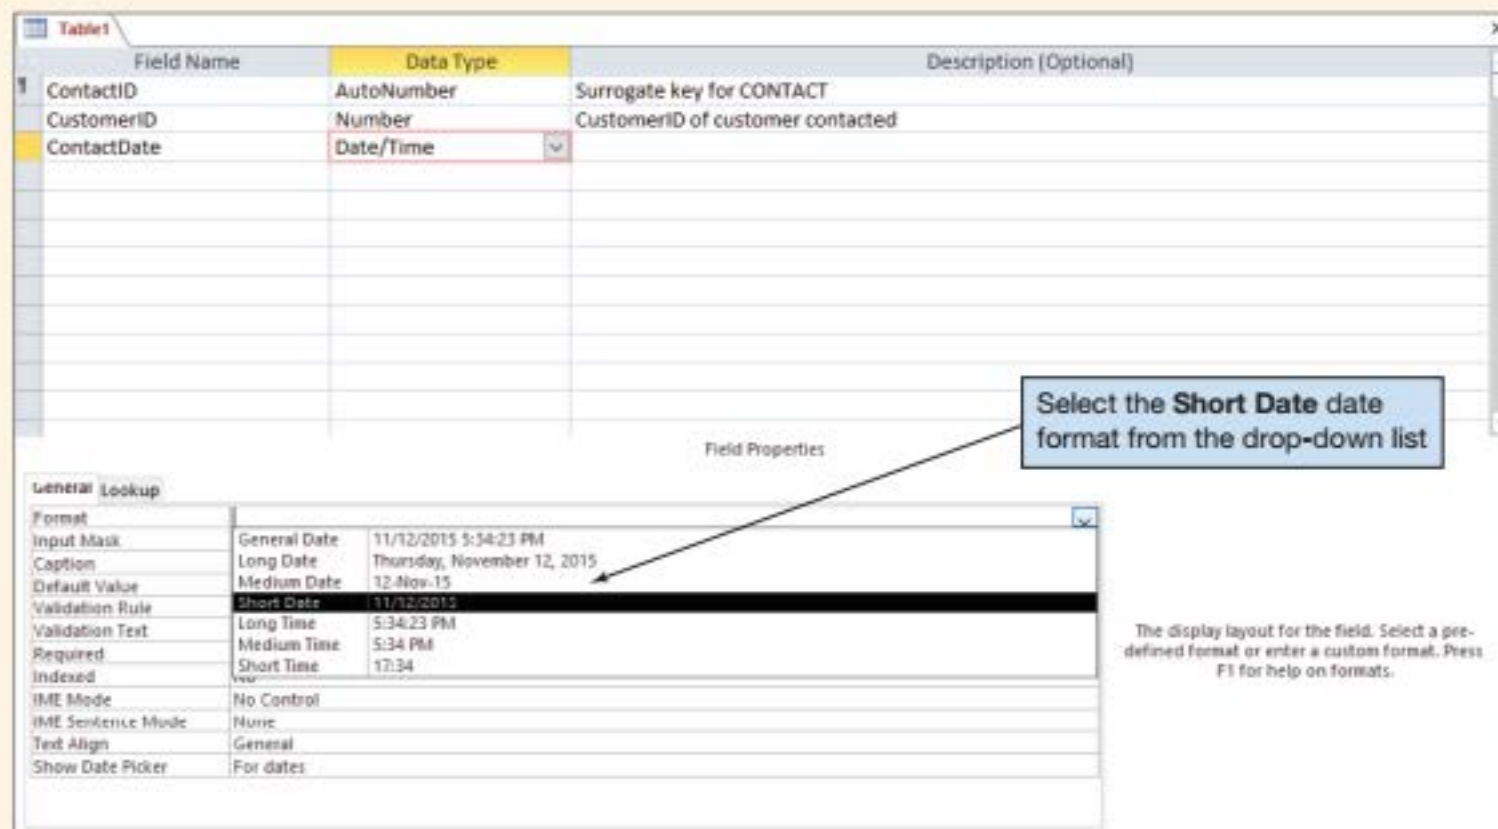 Table1
Field Name Data Type Description (Optional)
ContactID AutoNumber Surrogate key for CONTACT
CustomerID Number CustomerID of customer contacted
ContactDate Date/Time
Select the Short Date date
format from the drop-down list
Field Properties
General Lookup
Format
Input Mask General Date 11/12/2015 5:34:23 PM
Caption Long Date Thursday, November 12, 2015
Default Value Medium Date 12-Nov-15
Validation Rule Short Date 11/12/2015
Validation Text Long Time 5:34:23 PM
Required Medium Time 5:34 PM
Indexed Short Time 17:34
No
IME Mode No Control
IME Sentence Mode None
Text Align General
Show Date Picker For dates
The display layout for the field. Select a pre-
defined format or enter a custom format. Press
F1 for help on formats.